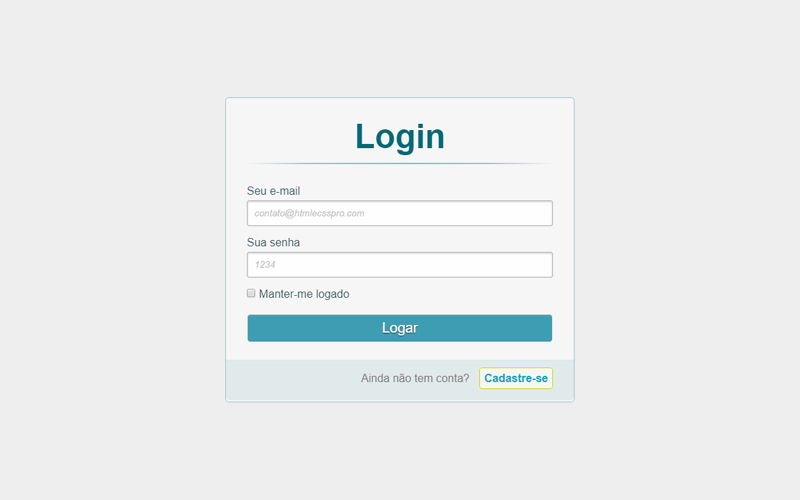 Login
Seu e-mail
contato@htmlecsspro.com
Sua senha
1234
Manter-me logado
Logar
Ainda não tem conta? Cadastre-se